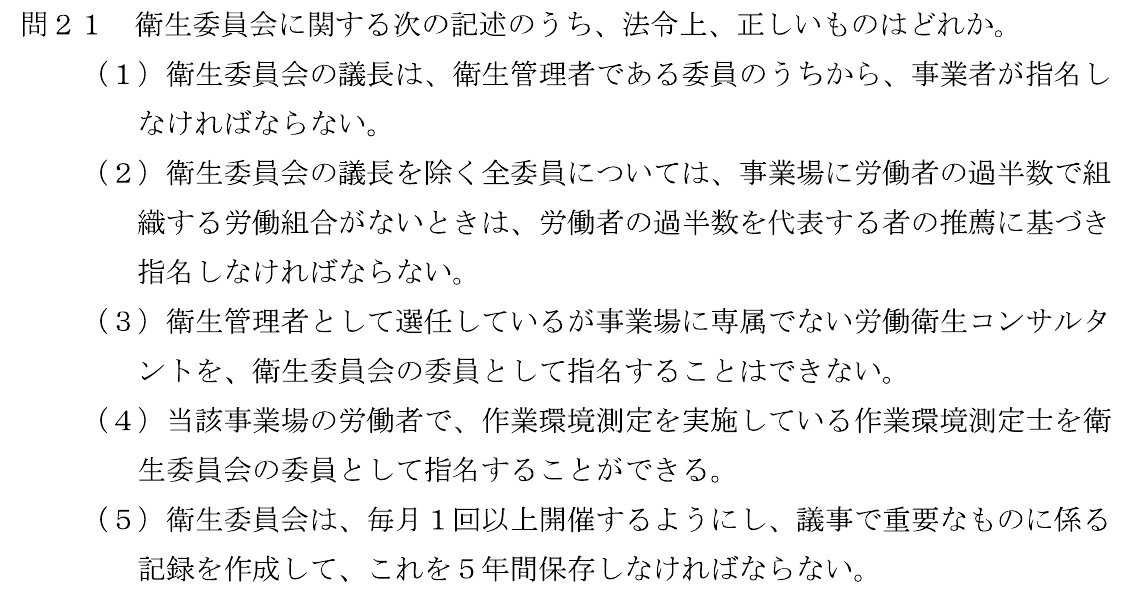 問２１　衛生委員会に関する次の記述のうち、法令上、正しいものはどれか。
（１）衛生委員会の議長は、衛生管理者である委員のうちから、事業者が指名し
なければならない。
（２）衛生委員会の議長を除く全委員については、事業場に労働者の過半数で組
織する労働組合がないときは、労働者の過半数を代表する者の推薦に基づき
指名しなければならない。
（３）衛生管理者として選任しているが事業場に専属でない労働衛生コンサルタ
ントを、衛生委員会の委員として指名することはできない。
（４）当該事業場の労働者で、作業環境測定を実施している作業環境測定士を衛
生委員会の委員として指名することができる。
（５）衛生委員会は、毎月１回以上開催するようにし、議事で重要なものに係る
記録を作成して、これを５年間保存しなければならない。